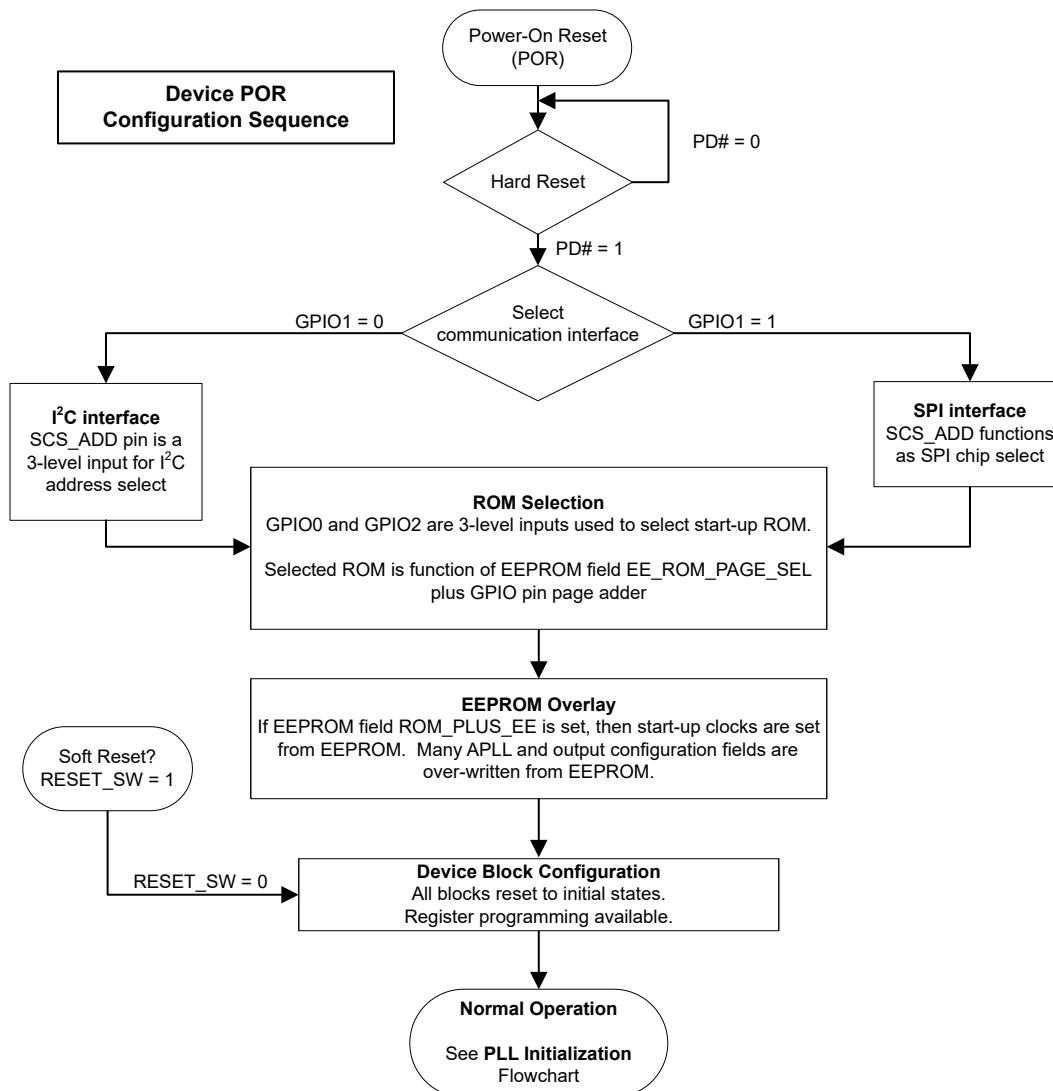 Power-On Reset
(POR)
Device POR
Configuration Sequence
PD# = 0
Hard Reset
PD# = 1
Select
communication interface
GPIO1 = 0
GPIO1 = 1
I²C interface
SCS_ADD pin is a
3-level input for I²C
address select
SPI interface
SCS_ADD functions
as SPI chip select
ROM Selection
GPIO0 and GPIO2 are 3-level inputs used to select start-up ROM.
Selected ROM is function of EEPROM field EE_ROM_PAGE_SEL
plus GPIO pin page adder
EEPROM Overlay
If EEPROM field ROM_PLUS_EE is set, then start-up clocks are set
from EEPROM.  Many APLL and output configuration fields are
over-written from EEPROM.
Soft Reset?
RESET_SW = 1
RESET_SW = 0
Device Block Configuration
All blocks reset to initial states.
Register programming available.
Normal Operation
See PLL Initialization
Flowchart